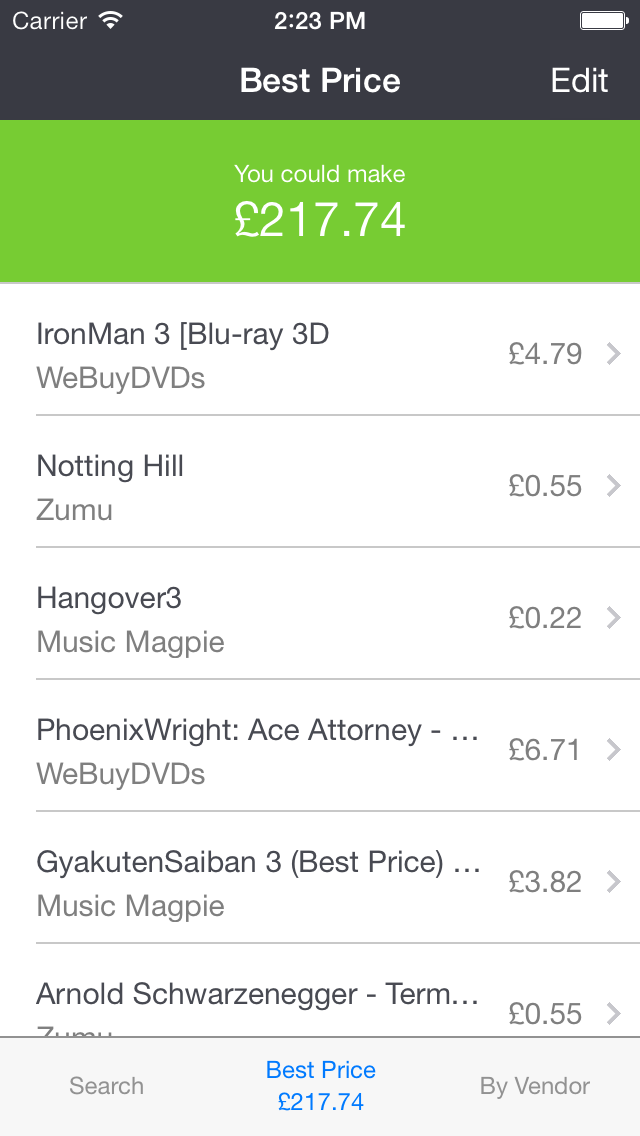 Carrier 2:23 PM
Best Price Edit
You could make
£217.74
IronMan 3 [Blu-ray 3D
£4.79
WeBuyDVDs
Notting Hill
£0.55
Zumu
Hangover3
£0.22
Music Magpie
PhoenixWright: Ace Attorney - ...
£6.71
WeBuyDVDs
GyakutenSaiban 3 (Best Price) ...
£3.82
Music Magpie
Arnold Schwarzenegger - Term...
£0.55
Zumu
Search
Best Price
£217.74
By Vendor